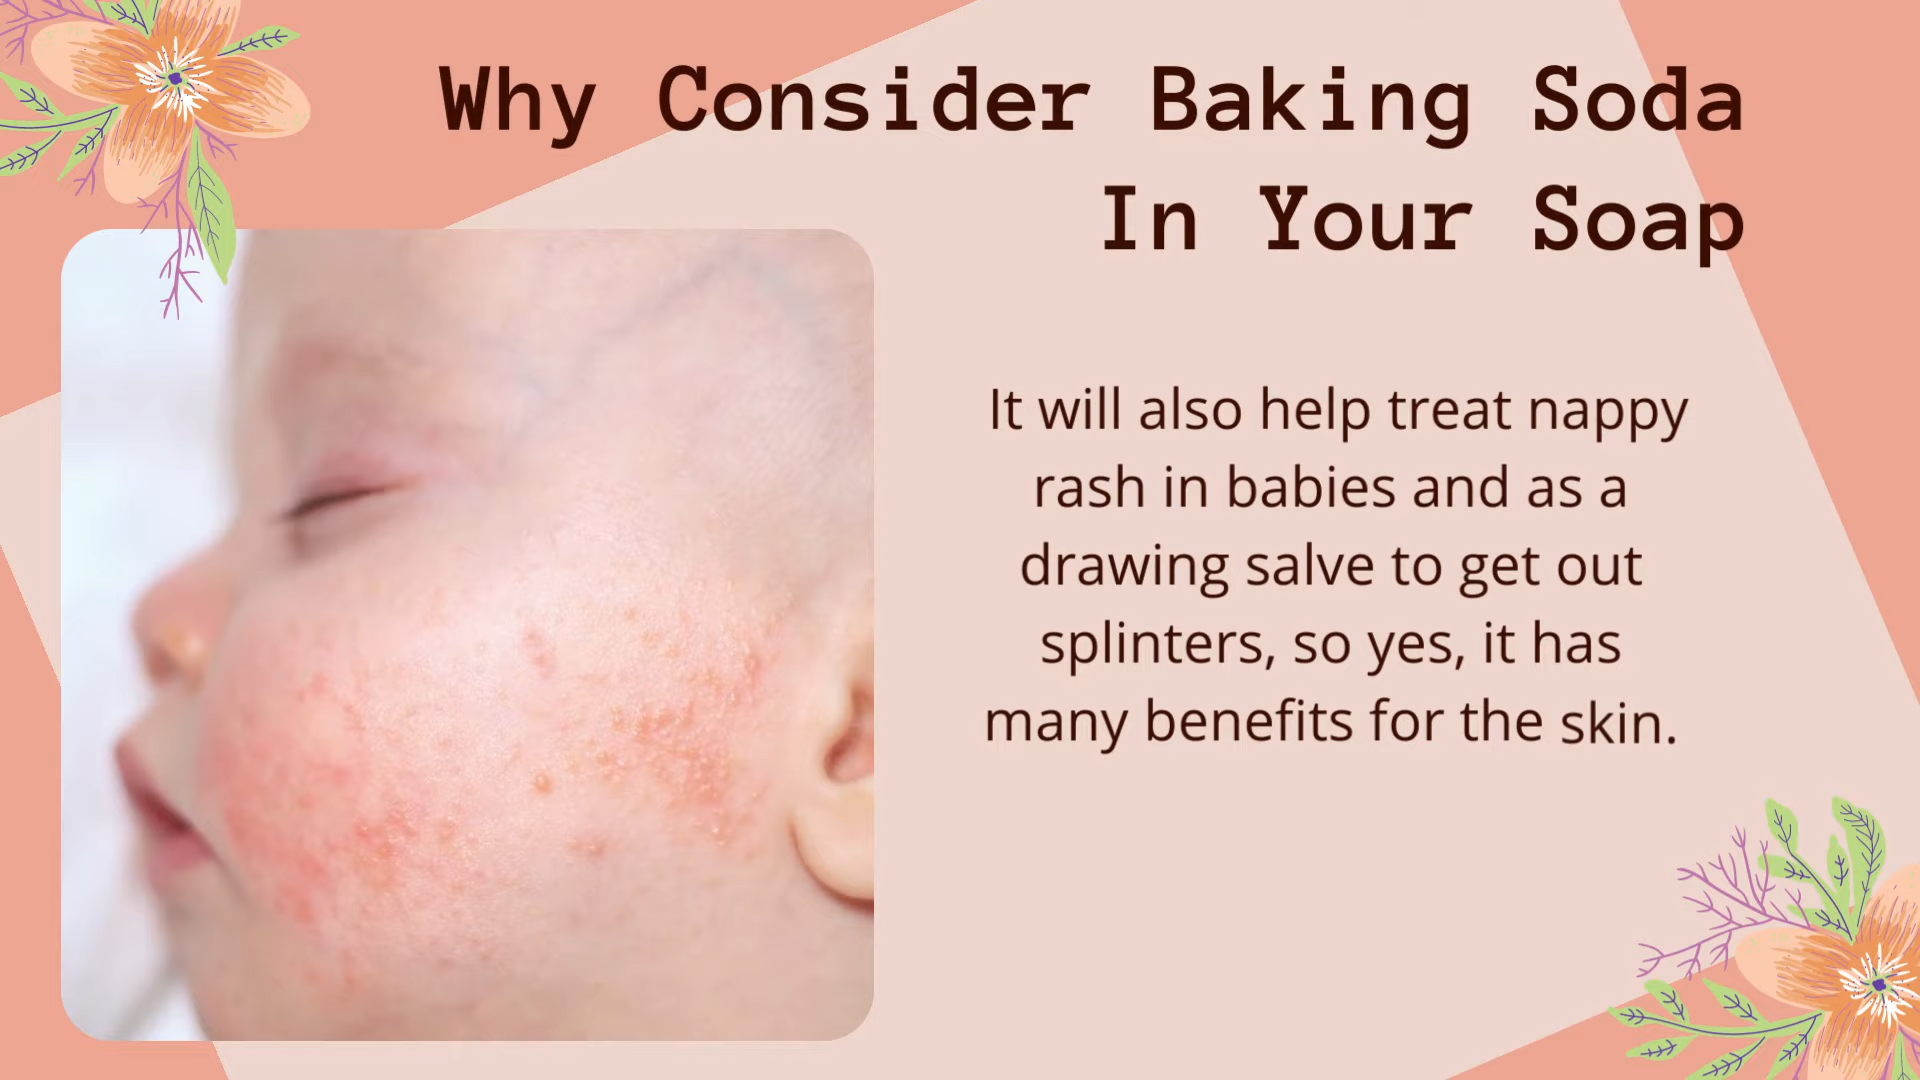 Why Consider Baking Soda
In Your Soap
It will also help treat nappy
rash in babies and as a
drawing salve to get out
splinters, so yes, it has
many benefits for the skin.